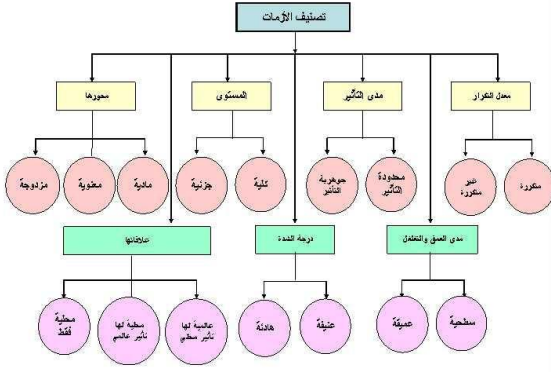 تصنيف الأزمات
معدل التكرار
مدى التأثير
المستوى
محورها
متكررة
غير
متكررة
محدودة
التأثير
جوهرية
التأثير
كلية
جزئية
مادية
معنوية
مزدوجة
مدى العمق والتغلغل
درجة الشدة
علاقاتها
سطحية
عميقة
عنيفة
هادئة
عالمية لها
تأثير محلي
محلية لها
تأثير عالمي
محلية
فقط